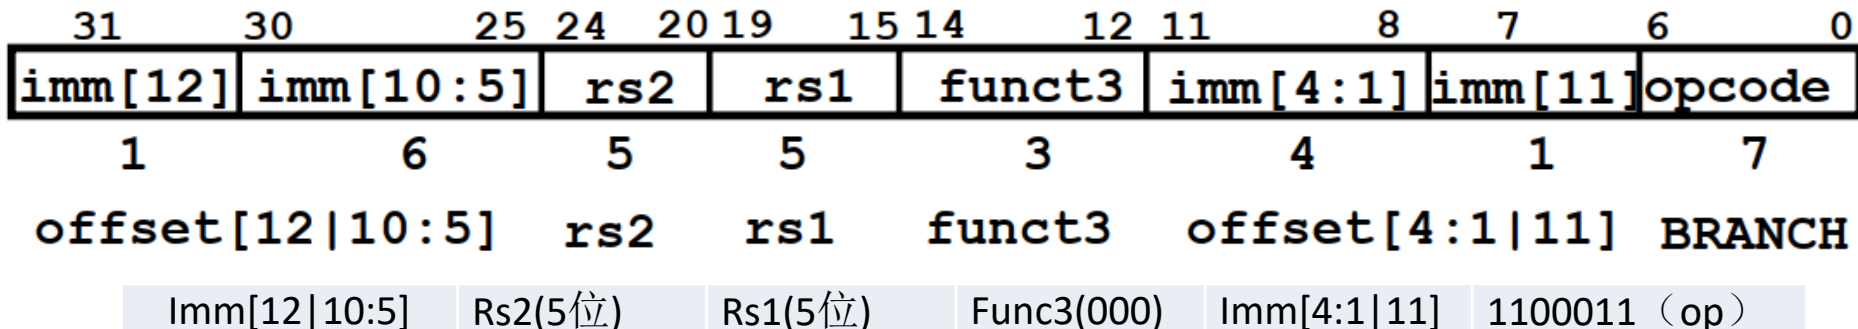 31 30 25 24 20 19 15 14 12 11 8 7 6 0
imm[12] imm[10:5] rs2 rs1 funct3 imm[4:1] imm[11] opcode
1 6 5 5 3 4 1 7
offset[12|10:5] rs2 rs1 funct3 offset[4:1|11] BRANCH
Imm[12|10:5] Rs2(5位) Rs1(5位) Func3(000) Imm[4:1|11] 1100011（op）